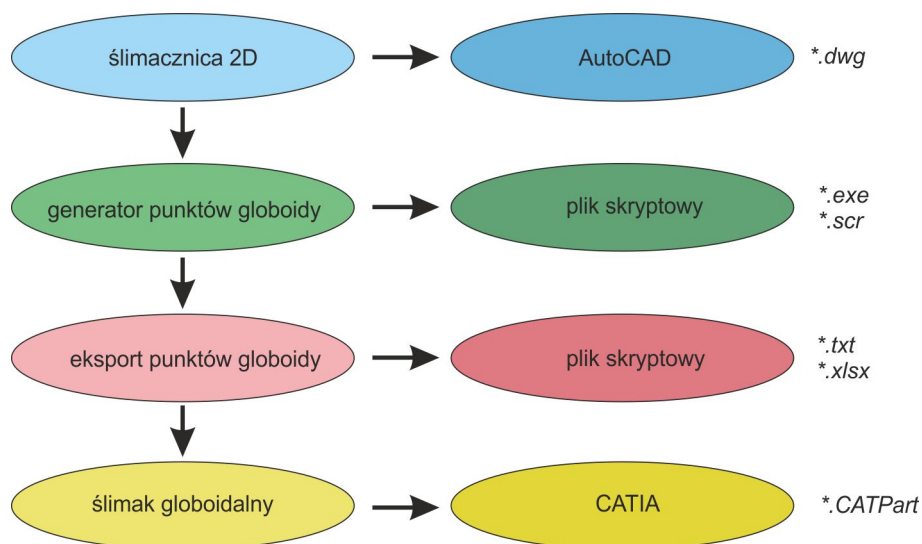 ślimacznica 2D
AutoCAD
*.dwg
generator punktów globoidy
plik skryptowy
*.exe
*.scr
eksport punktów globoidy
plik skryptowy
*.txt
*.xlsx
ślimak globoidalny
CATIA
*.CATPart